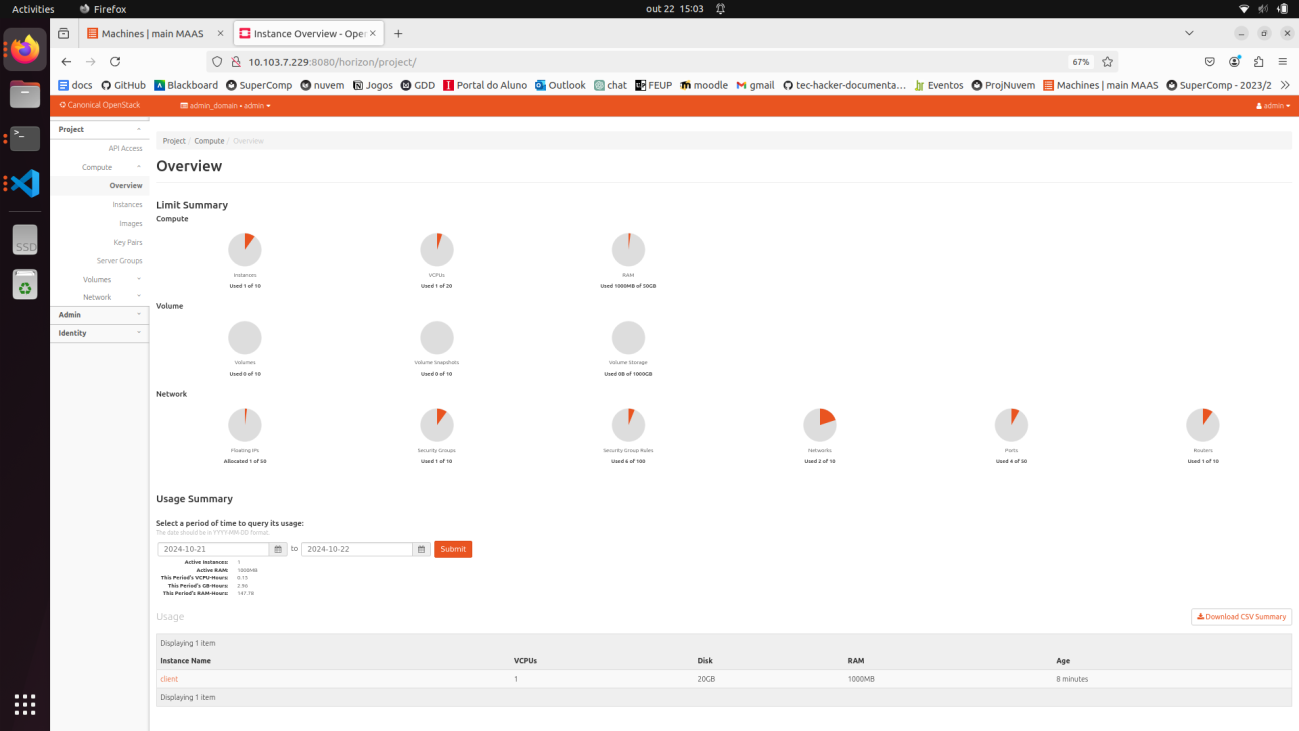 Activities Firefox out 22 15:03
Machines | main MAAS × Instance Overview - Oper × +
10.103.7.229:8080/horizon/project/ 67%
docs GitHub Blackboard SuperComp nuvem Jogos GDD Portal do Aluno Outlook chat FEUP moodle gmail tec-hacker-documenta… Eventos ProjNuvem Machines | main MAAS SuperComp - 2023/2
Canonical OpenStack admin_domain • admin admin
Project
API Access
Compute
Overview
Instances
Images
Key Pairs
Server Groups
Volumes
Network
Admin
Identity
SSD
Project / Compute / Overview
Overview
Limit Summary
Compute
Instances VCPUs RAM
Used 1 of 10 Used 1 of 20 Used 1000MB of 50GB
Volume
Volumes Volume Snapshots Volume Storage
Used 0 of 10 Used 0 of 10 Used 0B of 1000GB
Network
Floating IPs Security Groups Security Group Rules Networks Ports Routers
Allocated 1 of 50 Used 1 of 10 Used 6 of 100 Used 2 of 10 Used 4 of 50 Used 1 of 10
Usage Summary
Select a period of time to query its usage:
The date should be in YYYY-MM-DD format.
2024-10-21 to 2024-10-22 Submit
Active Instances: 1
Active RAM: 1000MB
This Period's VCPU-Hours: 0.15
This Period's GB-Hours: 2.96
This Period's RAM-Hours: 147.78
Usage Download CSV Summary
Displaying 1 item
Instance Name VCPUs Disk RAM Age
client 1 20GB 1000MB 8 minutes
Displaying 1 item